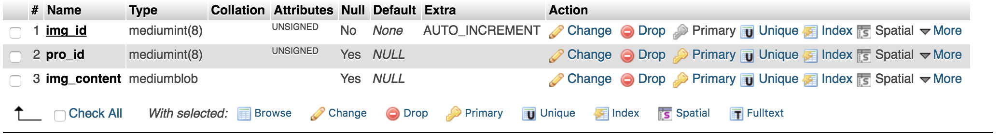 # Name Type Collation Attributes Null Default Extra Action
1 img_id mediumint(8) UNSIGNED No None AUTO_INCREMENT Change Drop Primary Unique Index Spatial More
2 pro_id mediumint(8) UNSIGNED Yes NULL Change Drop Primary Unique Index Spatial More
3 img_content mediumblob Yes NULL Change Drop Primary Unique Index Spatial More
Check All With selected: Browse Change Drop Primary Unique Index Spatial Fulltext